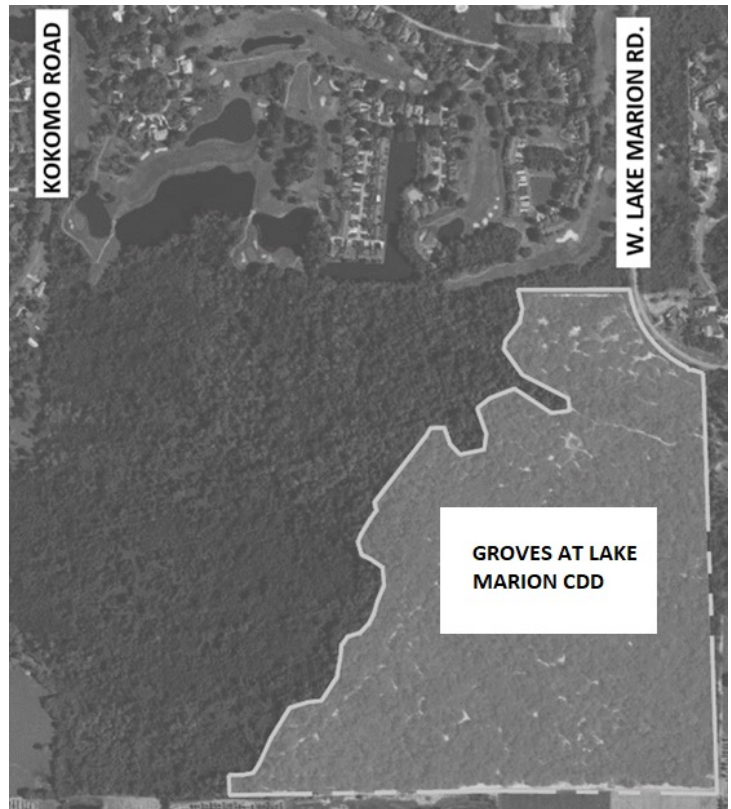 KOKOMO ROAD
W. LAKE MARION RD.
GROVES AT LAKE
MARION CDD